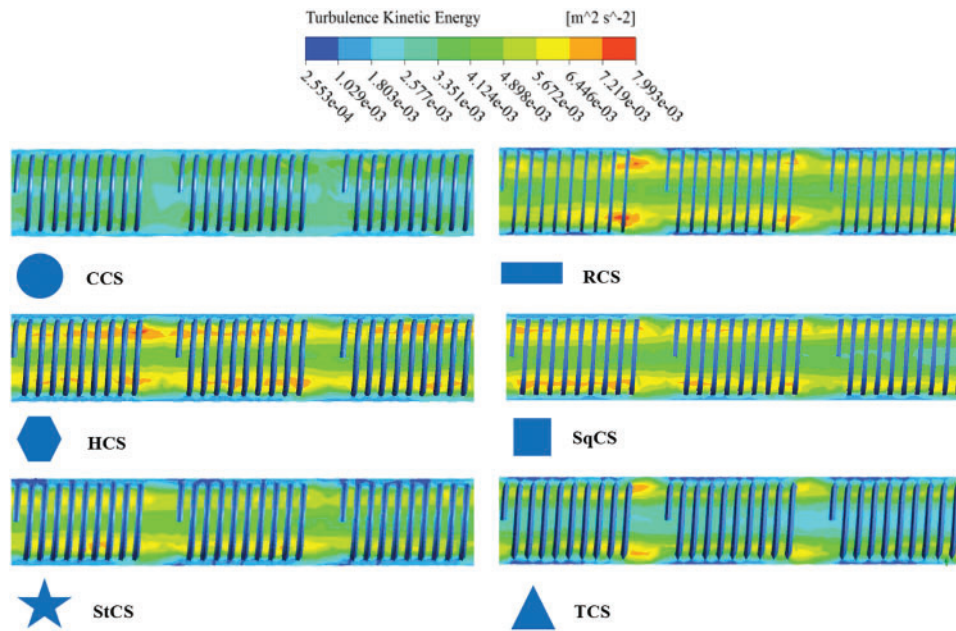 Turbulence Kinetic Energy [m^2 s^-2]
2.553e-04
1.029e-03
1.803e-03
2.577e-03
3.351e-03
4.124e-03
4.898e-03
5.672e-03
6.446e-03
7.219e-03
7.993e-03
CCS RCS
HCS SqCS
StCS TCS